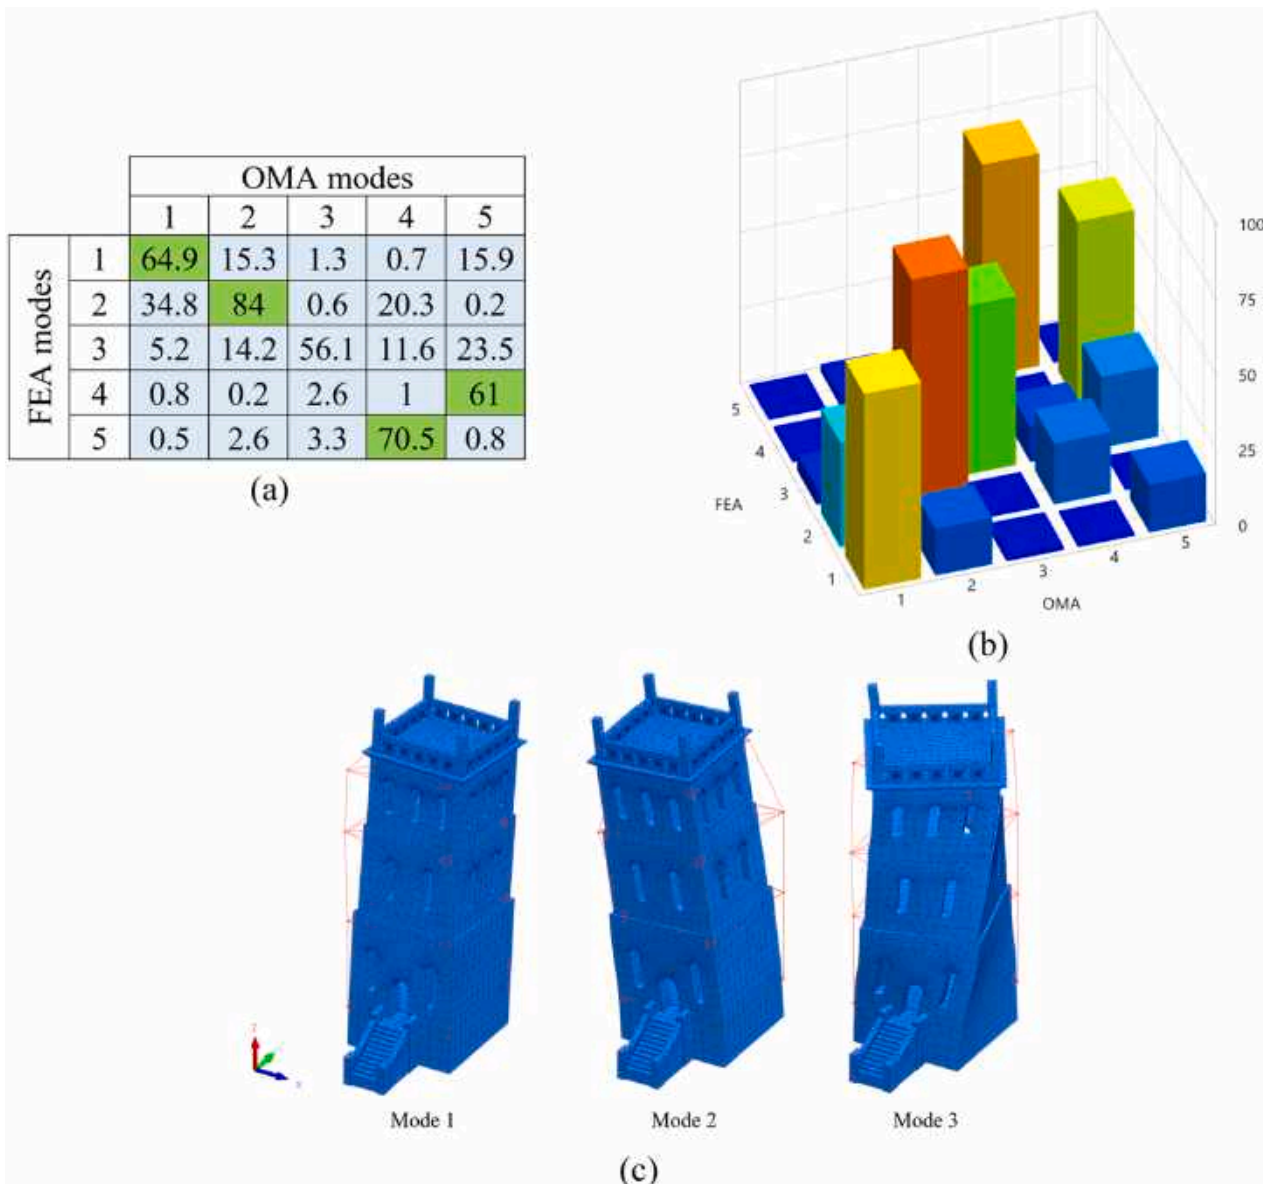 OMA modes
1 2 3 4 5
FEA modes
1 64.9 15.3 1.3 0.7 15.9
2 34.8 84 0.6 20.3 0.2
3 5.2 14.2 56.1 11.6 23.5
4 0.8 0.2 2.6 1 61
5 0.5 2.6 3.3 70.5 0.8
(a)
100
75
50
25
0
5
4
3
2
1
FEA
1
2
3
4
5
OMA
(b)
Z
X
Mode 1
Mode 2
Mode 3
(c)